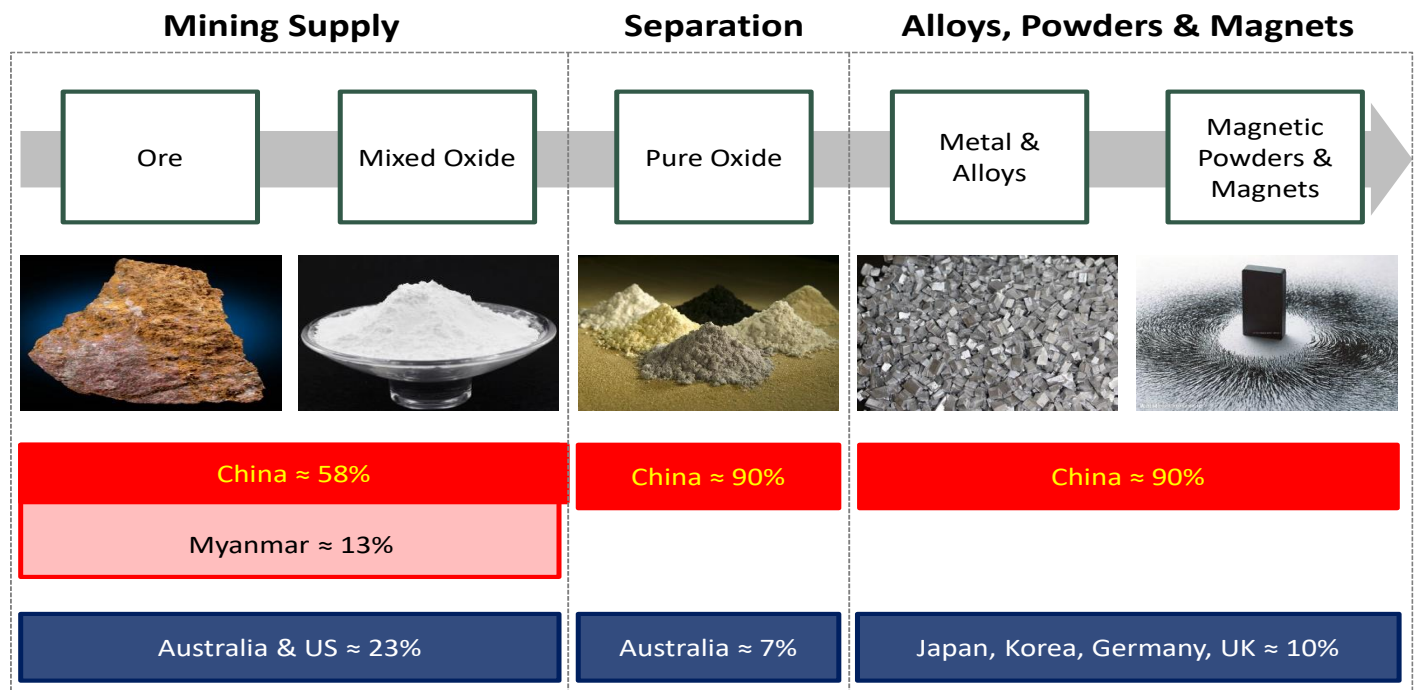 Mining Supply
Separation
Alloys, Powders & Magnets
Ore
Mixed Oxide
Pure Oxide
Metal &
Alloys
Magnetic
Powders &
Magnets
China ≈ 58%
China ≈ 90%
China ≈ 90%
Myanmar ≈ 13%
Australia & US ≈ 23%
Australia ≈ 7%
Japan, Korea, Germany, UK ≈ 10%